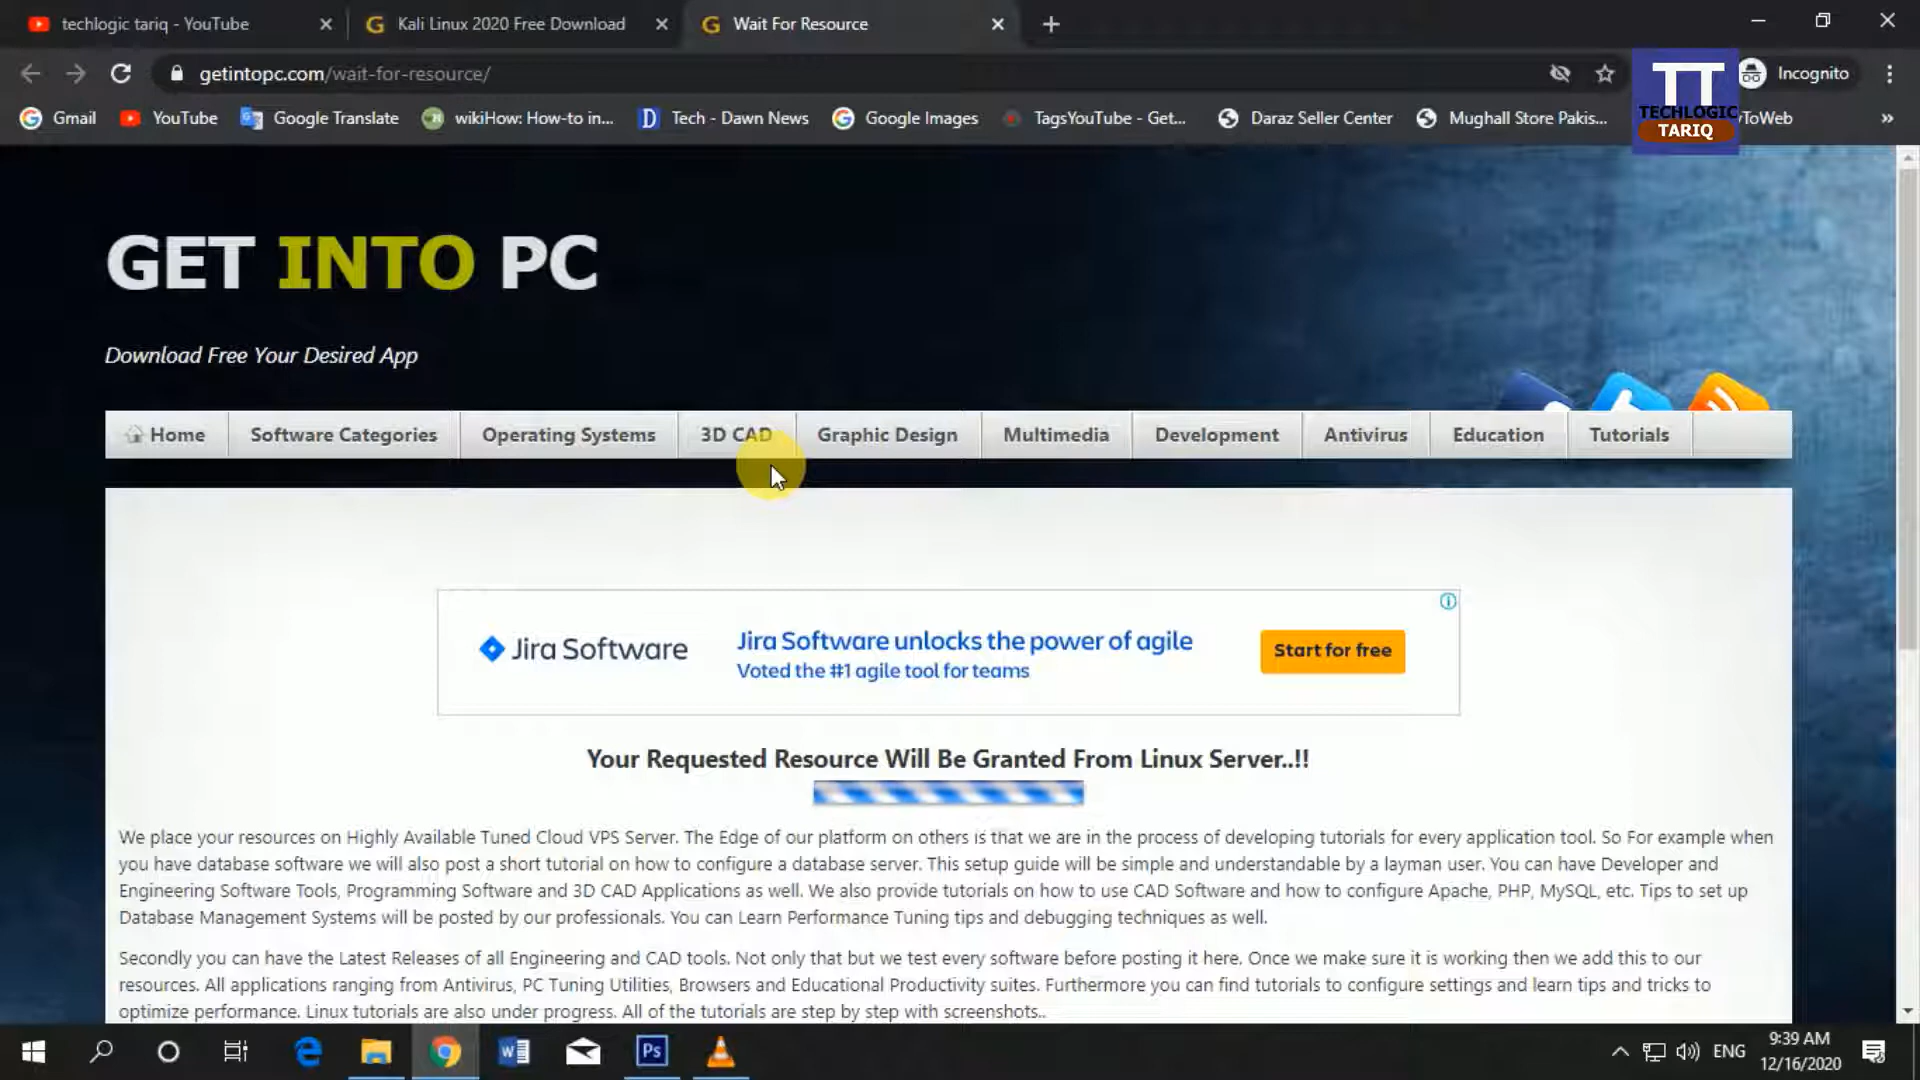 techlogic tariq - YouTube
Kali Linux 2020 Free Download
Wait For Resource
getintopc.com/wait-for-resource/
Incognito
Gmail
YouTube
Google Translate
wikiHow: How-to in...
Tech - Dawn News
Google Images
TagsYouTube - Get...
Daraz Seller Center
Mughall Store Pakis...
ToWeb
TT
TECHLOGIC
TARIQ
GET INTO PC
Download Free Your Desired App
Home
Software Categories
Operating Systems
3D CAD
Graphic Design
Multimedia
Development
Antivirus
Education
Tutorials
Jira Software
Jira Software unlocks the power of agile
Voted the #1 agile tool for teams
Start for free
Your Requested Resource Will Be Granted From Linux Server..!!
We place your resources on Highly Available Tuned Cloud VPS Server. The Edge of our platform on others is that we are in the process of developing tutorials for every application tool. So For example when
you have database software we will also post a short tutorial on how to configure a database server. This setup guide will be simple and understandable by a layman user. You can have Developer and
Engineering Software Tools, Programming Software and 3D CAD Applications as well. We also provide tutorials on how to use CAD Software and how to configure Apache, PHP, MySQL, etc. Tips to set up
Database Management Systems will be posted by our professionals. You can Learn Performance Tuning tips and debugging techniques as well.
Secondly you can have the Latest Releases of all Engineering and CAD tools. Not only that but we test every software before posting it here. Once we make sure it is working then we add this to our
resources. All applications ranging from Antivirus, PC Tuning Utilities, Browsers and Educational Productivity suites. Furthermore you can find tutorials to configure settings and learn tips and tricks to
optimize performance. Linux tutorials are also under progress. All of the tutorials are step by step with screenshots..
Ps
ENG
9:39 AM
12/16/2020